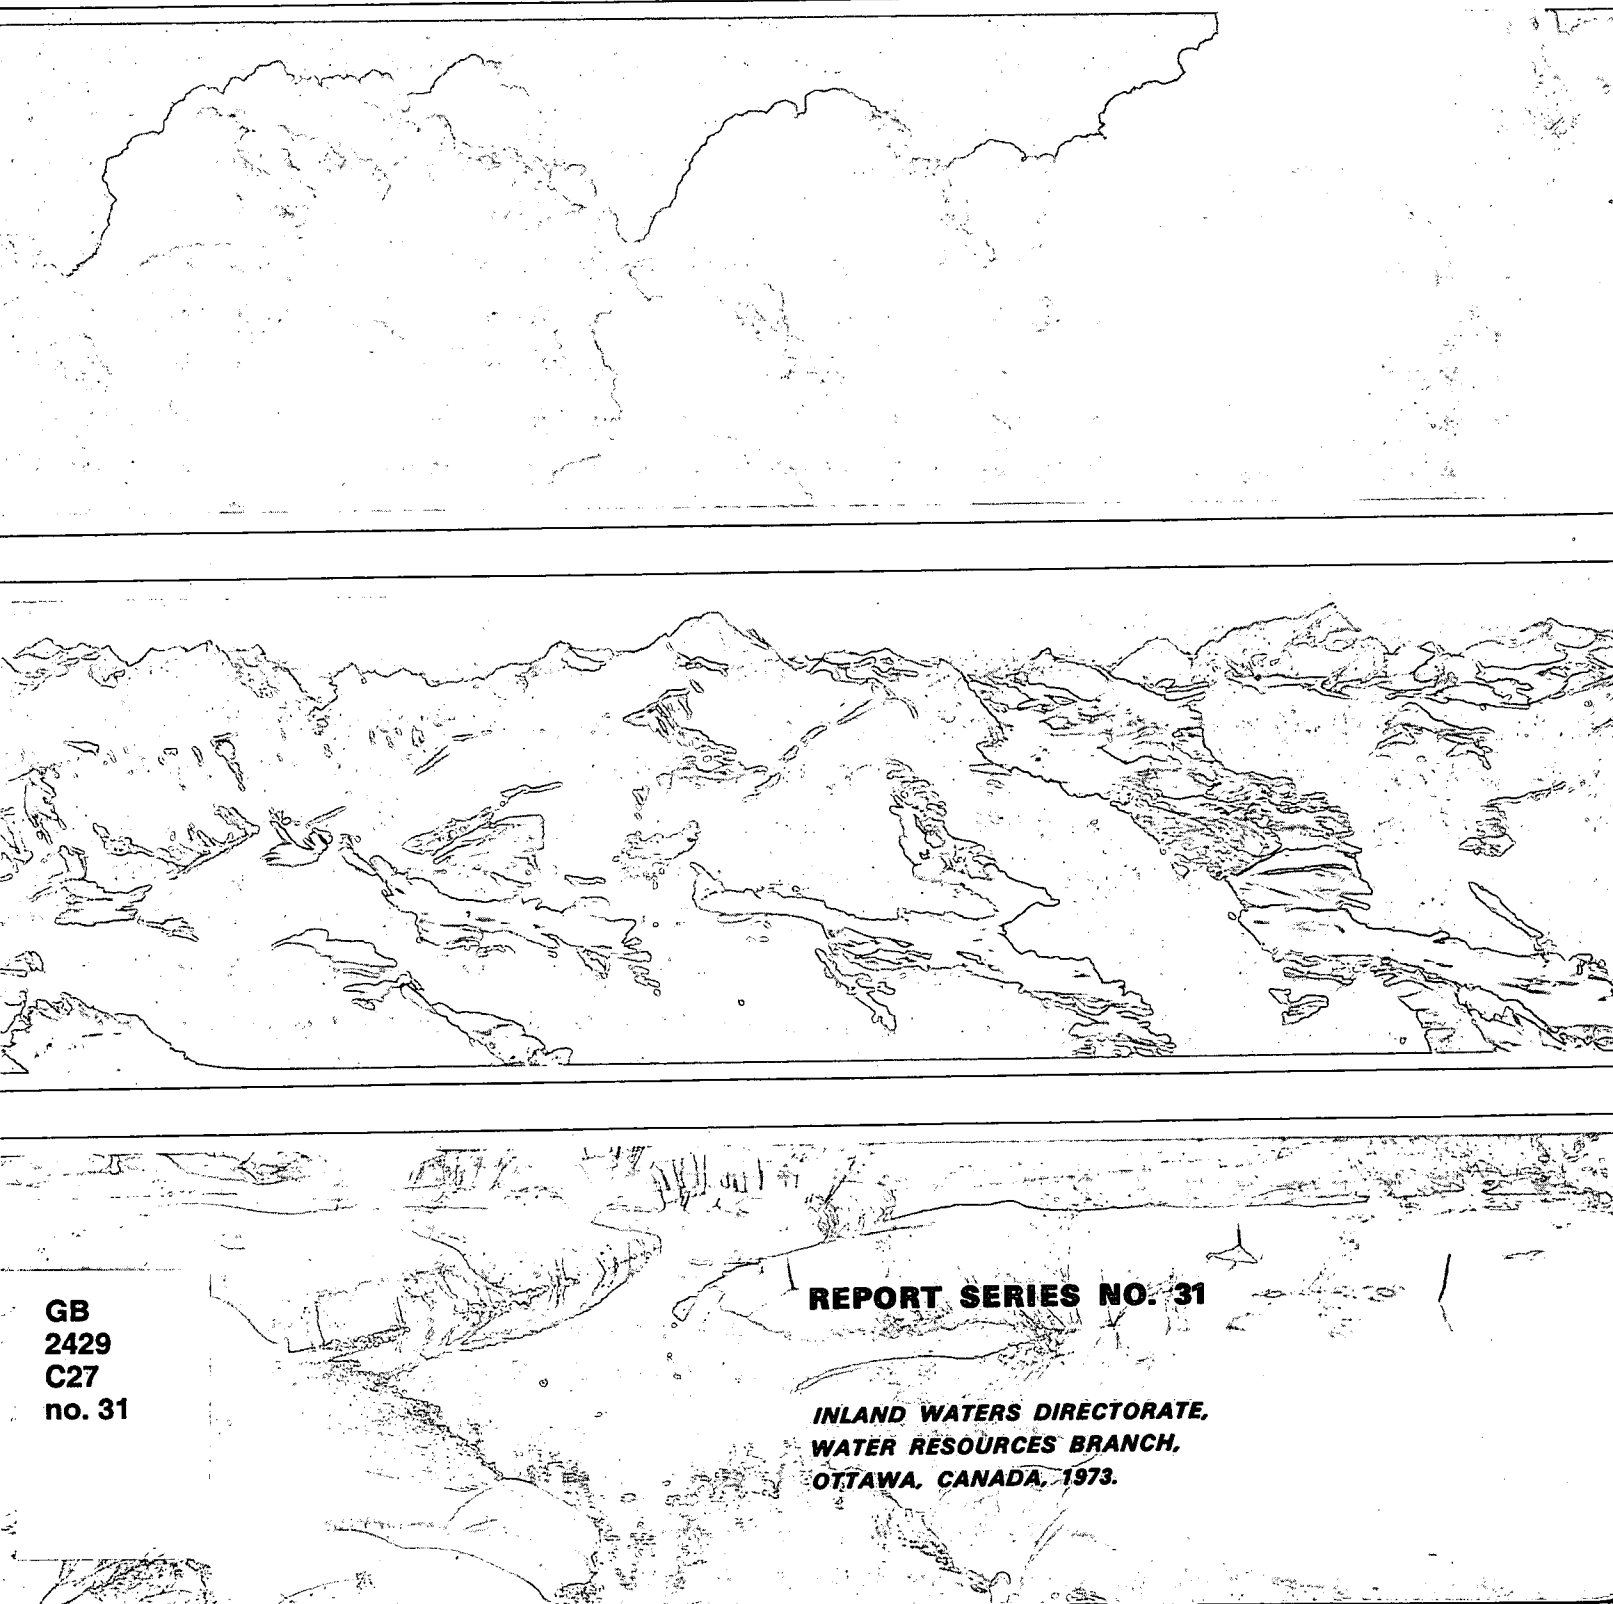 GB
2429
C27
no. 31
REPORT SERIES NO. 31
INLAND WATERS DIRECTORATE,
WATER RESOURCES BRANCH,
OTTAWA, CANADA, 1973.